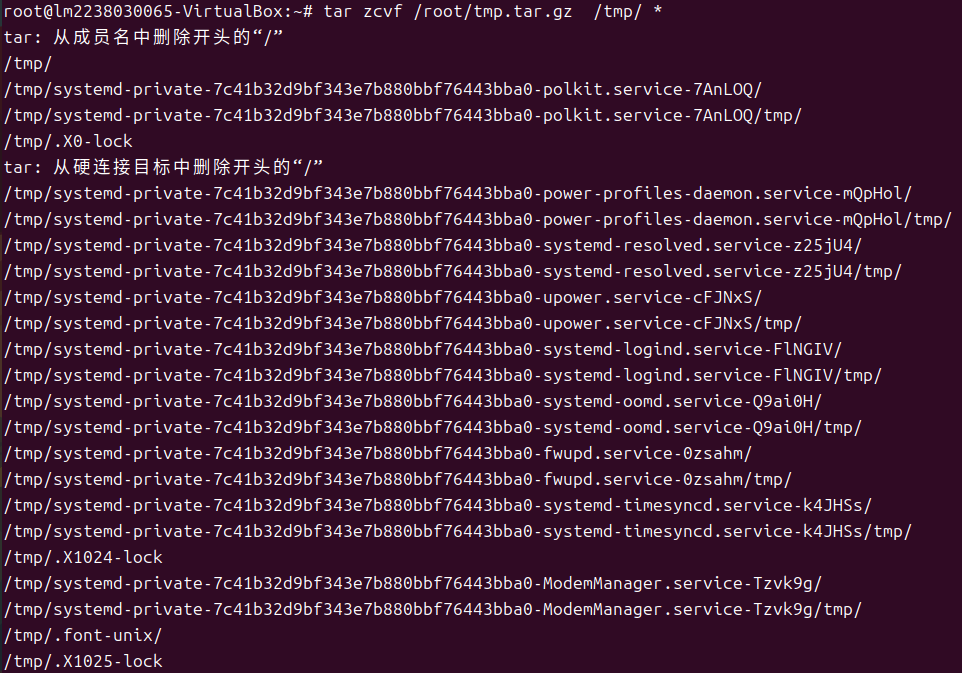 root@lm2238030065-VirtualBox:~# tar zcvf /root/tmp.tar.gz  /tmp/ *
tar: 从成员名中删除开头的“/”
/tmp/
/tmp/systemd-private-7c41b32d9bf343e7b880bbf76443bba0-polkit.service-7AnLOQ/
/tmp/systemd-private-7c41b32d9bf343e7b880bbf76443bba0-polkit.service-7AnLOQ/tmp/
/tmp/.X0-lock
tar: 从硬连接目标中删除开头的“/”
/tmp/systemd-private-7c41b32d9bf343e7b880bbf76443bba0-power-profiles-daemon.service-mQpHol/
/tmp/systemd-private-7c41b32d9bf343e7b880bbf76443bba0-power-profiles-daemon.service-mQpHol/tmp/
/tmp/systemd-private-7c41b32d9bf343e7b880bbf76443bba0-systemd-resolved.service-z25jU4/
/tmp/systemd-private-7c41b32d9bf343e7b880bbf76443bba0-systemd-resolved.service-z25jU4/tmp/
/tmp/systemd-private-7c41b32d9bf343e7b880bbf76443bba0-upower.service-cFJNxS/
/tmp/systemd-private-7c41b32d9bf343e7b880bbf76443bba0-upower.service-cFJNxS/tmp/
/tmp/systemd-private-7c41b32d9bf343e7b880bbf76443bba0-systemd-logind.service-FlNGIV/
/tmp/systemd-private-7c41b32d9bf343e7b880bbf76443bba0-systemd-logind.service-FlNGIV/tmp/
/tmp/systemd-private-7c41b32d9bf343e7b880bbf76443bba0-systemd-oomd.service-Q9ai0H/
/tmp/systemd-private-7c41b32d9bf343e7b880bbf76443bba0-systemd-oomd.service-Q9ai0H/tmp/
/tmp/systemd-private-7c41b32d9bf343e7b880bbf76443bba0-fwupd.service-0zsahm/
/tmp/systemd-private-7c41b32d9bf343e7b880bbf76443bba0-fwupd.service-0zsahm/tmp/
/tmp/systemd-private-7c41b32d9bf343e7b880bbf76443bba0-systemd-timesyncd.service-k4JHSs/
/tmp/systemd-private-7c41b32d9bf343e7b880bbf76443bba0-systemd-timesyncd.service-k4JHSs/tmp/
/tmp/.X1024-lock
/tmp/systemd-private-7c41b32d9bf343e7b880bbf76443bba0-ModemManager.service-Tzvk9g/
/tmp/systemd-private-7c41b32d9bf343e7b880bbf76443bba0-ModemManager.service-Tzvk9g/tmp/
/tmp/.font-unix/
/tmp/.X1025-lock